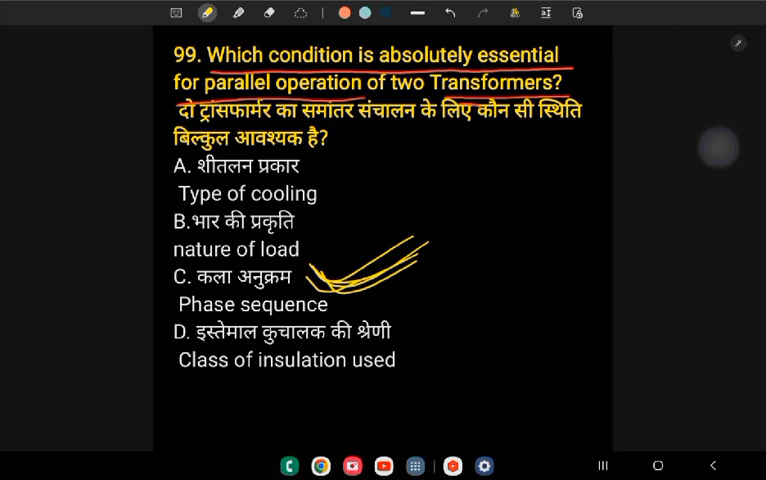 99. Which condition is absolutely essential
for parallel operation of two Transformers?
दो ट्रांसफार्मर का समांतर संचालन के लिए कौन सी स्थिति
बिल्कुल आवश्यक है?
A. शीतलन प्रकार
Type of cooling
B.भार की प्रकृति
nature of load
C. कला अनुक्रम
Phase sequence
D. इस्तेमाल कुचालक की श्रेणी
Class of insulation used